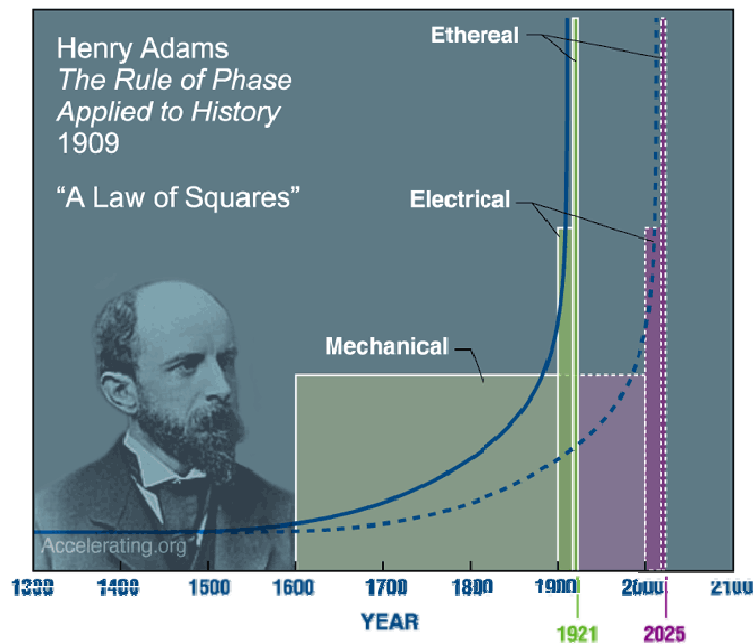 Henry Adams
The Rule of Phase
Applied to History
1909
"A Law of Squares"
Ethereal
Electrical
Mechanical
Accelerating.org
1300 1400 1500 1600 1700 1800 1900 2000 2100
YEAR
1921 2025